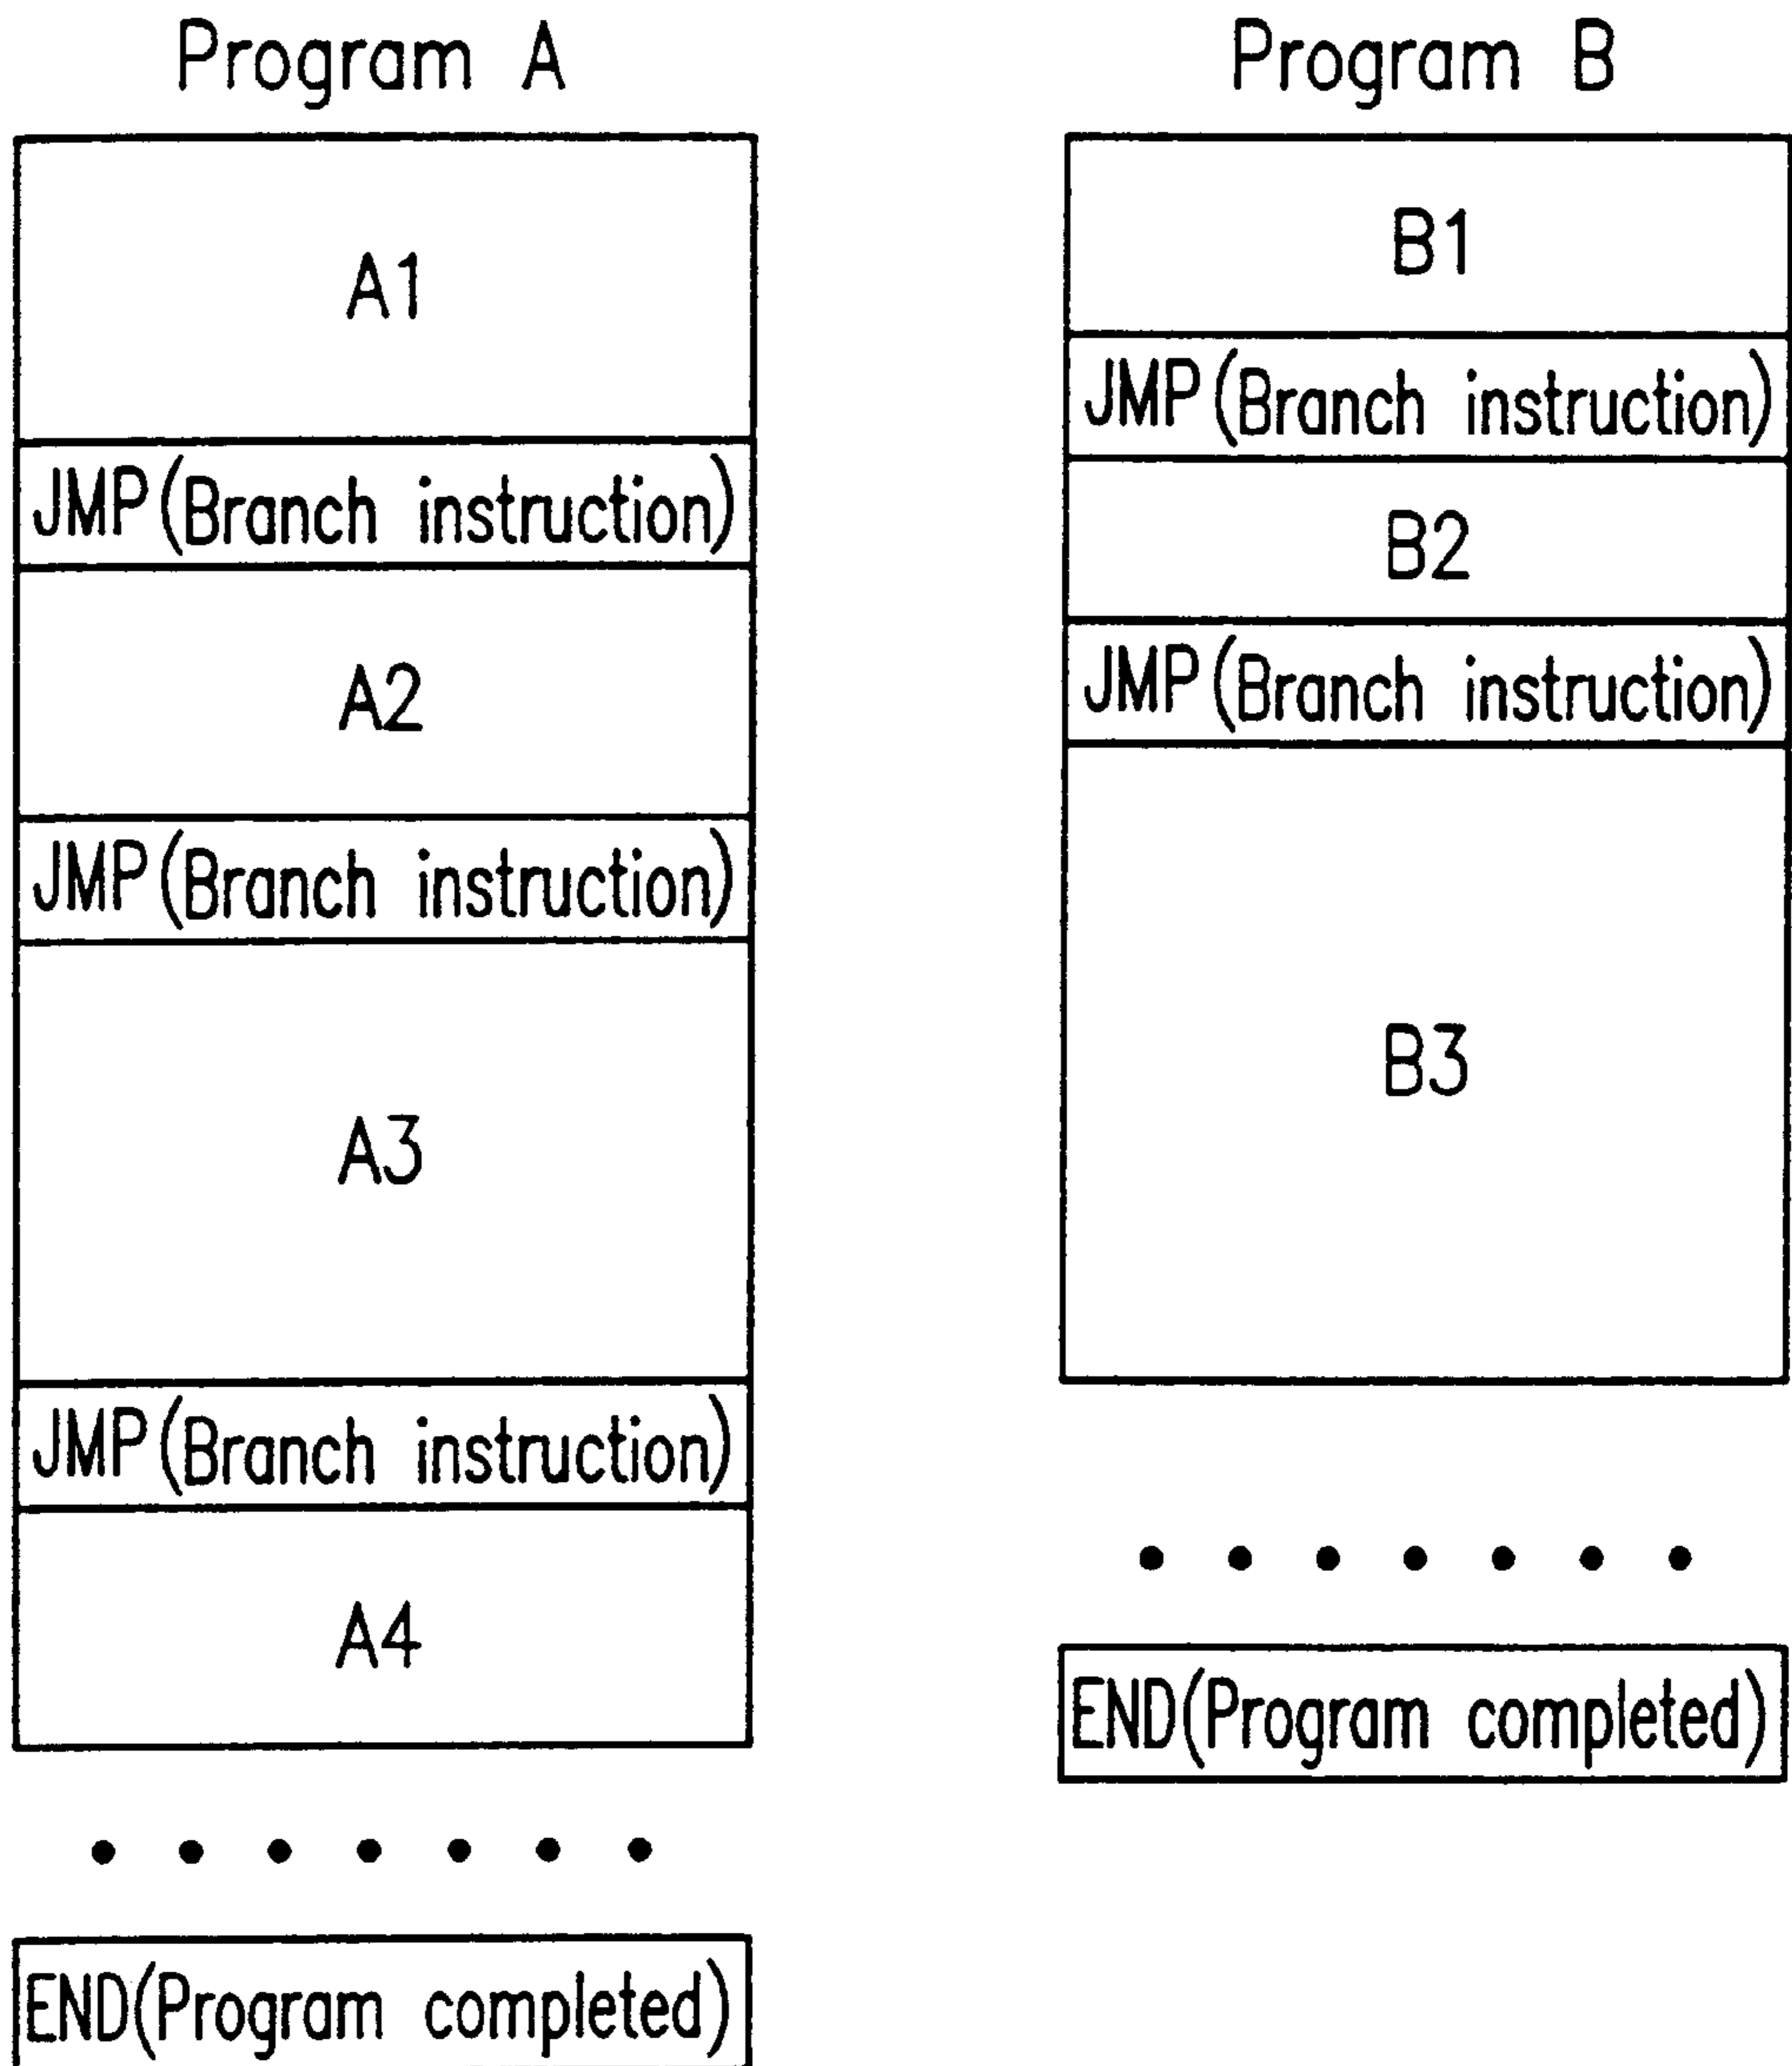 Program A
A1
JMP(Branch instruction)
A2
JMP(Branch instruction)
A3
JMP(Branch instruction)
A4
END(Program completed)
Program B
B1
JMP(Branch instruction)
B2
JMP(Branch instruction)
B3
END(Program completed)